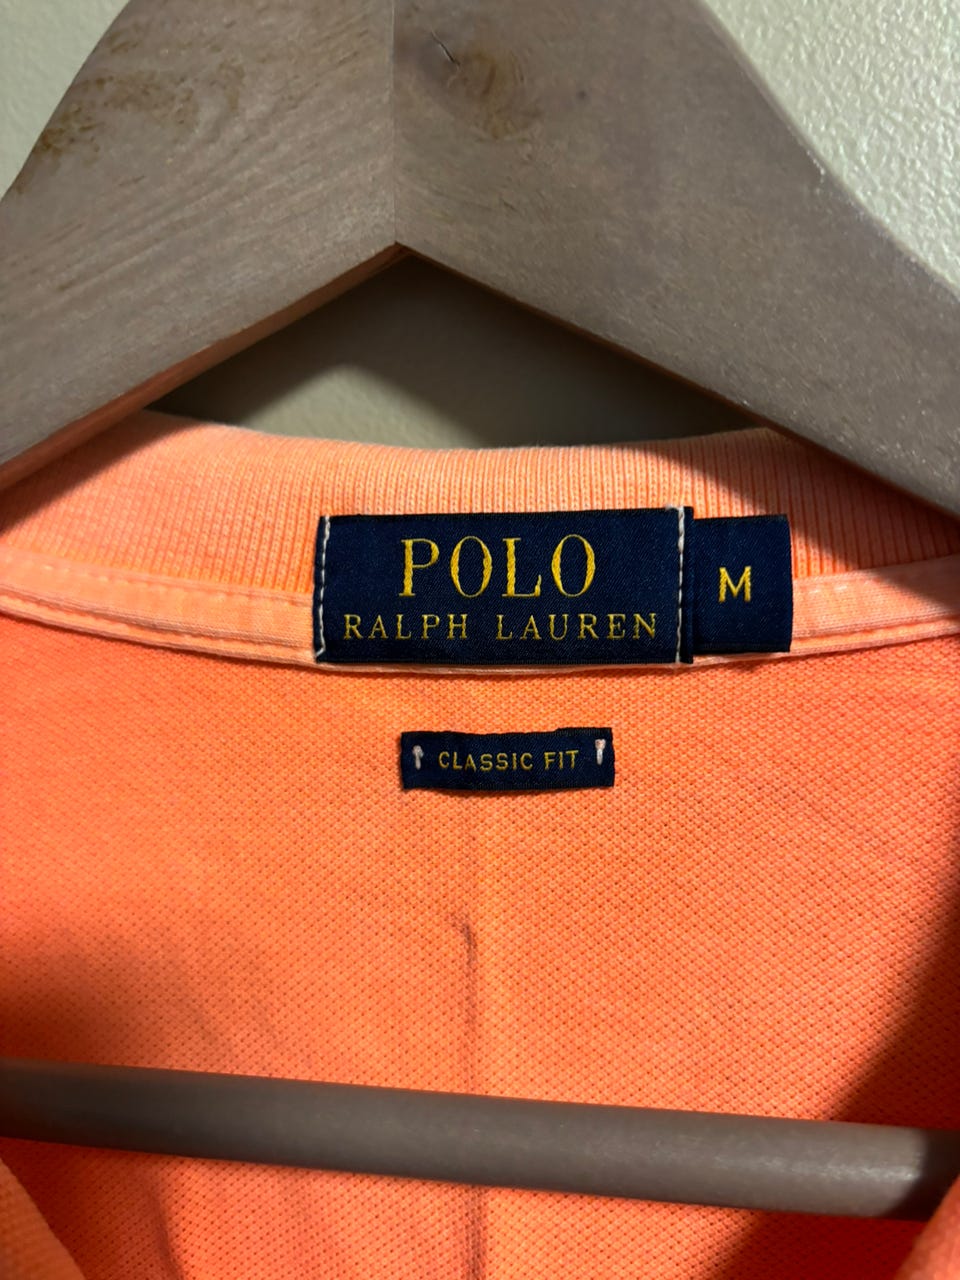 POLO
RALPH LAUREN
M
CLASSIC FIT